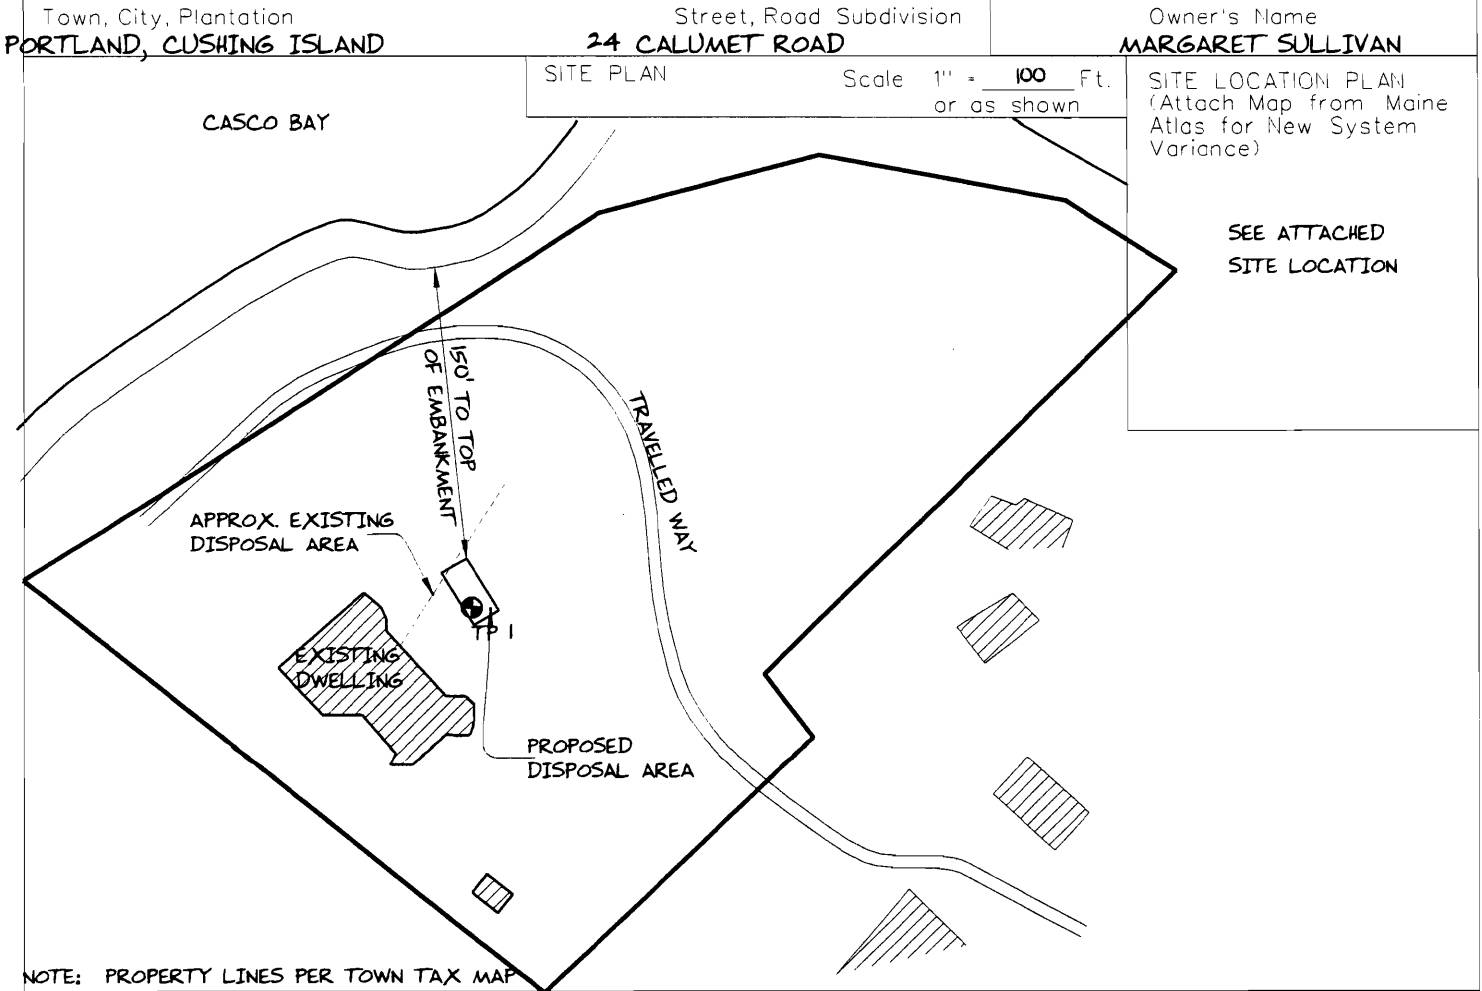 Town, City, Plantation
PORTLAND, CUSHING ISLAND
Street, Road Subdivision
24 CALUMET ROAD
Owner's Name
MARGARET SULLIVAN
SITE PLAN
Scale 1" = 100 Ft.
or as shown
SITE LOCATION PLAN
(Attach Map from Maine
Atlas for New System
Variance)
SEE ATTACHED
SITE LOCATION
CASCO BAY
150' TO TOP
OF EMBANKMENT
TRAVELLED WAY
APPROX. EXISTING
DISPOSAL AREA
TP 1
EXISTING
DWELLING
PROPOSED
DISPOSAL AREA
NOTE: PROPERTY LINES PER TOWN TAX MAP